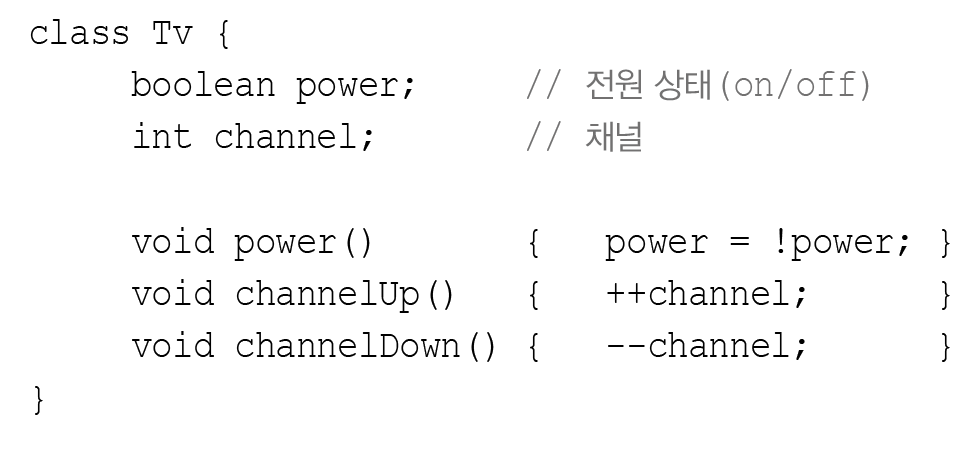 class Tv {
boolean power; // 전원 상태(on/off)
int channel; // 채널
void power() { power = !power; }
void channelUp() { ++channel; }
void channelDown() { --channel; }
}